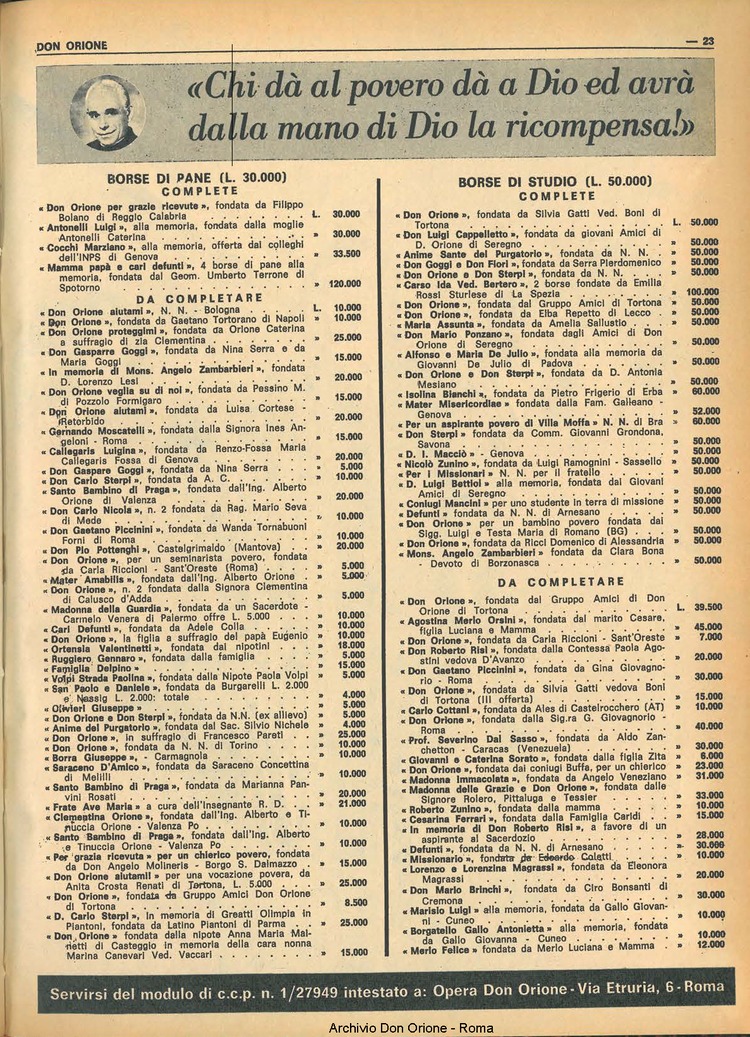 DON ORIONE — 23
«Chi dà al povero dà a Dio ed avrà
dalla mano di Dio la ricompensa!»
BORSE DI PANE (L. 30.000)
COMPLETE
« Don Orione per grazie ricevute », fondata da Filippo
Bolano di Reggio Calabria . . . . . . . L. 30.000
« Antonelli Luigi », alla memoria, fondata dalla moglie
Antonelli Caterina . . . . . . . . » 30.000
« Cocchi Marziano », alla memoria, offerta dai colleghi
dell'INPS di Genova . . . . . . . . » 33.500
« Mamma papà e cari defunti », 4 borse di pane alla
memoria, fondata dal Geom. Umberto Terrone di
Spotorno . . . . . . . . . . » 120.000
DA COMPLETARE
« Don Orione aiutami », N. N. - Bologna . . . L. 10.000
« Don Orione », fondata da Gaetano Tortorano di Napoli » 10.000
« Don Orione proteggimi », fondata da Orione Caterina
a suffragio di zia Clementina . . . . . . » 25.000
« Don Gasparre Goggi », fondata da Nina Serra e da
Maria Goggi . . . . . . . . . . » 15.000
« In memoria di Mons. Angelo Zambarbieri », fondata
D. Lorenzo Lesi . . . . . . . . . » 20.000
« Don Orione veglia su di noi », fondata da Pessino M.
di Pozzolo Formigaro . . . . . . . . » 15.000
« Don Orione aiutami », fondata da Luisa Cortese -
Retorbido . . . . . . . . . . » 20.000
« Gernando Moscatelli », fondata dalla Signora Ines An-
geloni - Roma . . . . . . . . . . » 15.000
« Callegaris Luigina », fondata da Renzo-Fossa Maria
Callegaris Fossa di Genova . . . . . . » 20.000
« Don Gaspare Goggi », fondata da Nina Serra . . » 5.000
« Don Carlo Sterpi », fondata da A. C. . . . . » 10.000
« Santo Bambino di Praga », fondata dall'Ing. Alberto
Orione di Valenza . . . . . . . . . » 20.000
« Don Carlo Nicola », n. 2 fondata da Rag. Mario Seva
di Mede . . . . . . . . . . . » 10.000
« Don Gaetano Piccinini », fondata da Wanda Tornabuoni
Forni di Roma . . . . . . . . . . » 10.000
« Don Pio Pottenghi », Castelgrimaldo (Mantova) . . » 20.000
« Don Orione », per un seminarista povero, fondata
da Carla Riccioni - Sant'Oreste (Roma) . . . » 5.000
« Mater Amabilis », fondata dall'Ing. Alberto Orione . » 5.000
« Don Orione », n. 2 fondata dalla Signora Clementina
di Calusco d'Adda . . . . . . . . . » 5.000
« Madonna della Guardia », fondata da un Sacerdote -
Carmelo Venera di Palermo offre L. 5.000 . . . » 10.000
« Cari Defunti », fondata da Adele Colla . . . . » 10.000
« Don Orione », la figlia a suffragio del papà Eugenio » 10.000
« Ortensia Valentinetti », fondata dai nipotini . . . » 18.000
« Ruggiero Gennaro », fondata dalla famiglia . . . » 5.000
« Famiglia Delpino » . . . . . . . . . » 15.000
« Volpi Strada Paolina », fondata dalla Nipote Paola Volpi » 5.000
« San Paolo e Daniele », fondata da Burgarelli L. 2.000
e Nassig L. 2.000: totale . . . . . . . » 4.000
« Olivieri Giuseppe » . . . . . . . . . » 5.000
« Don Orione e Don Sterpi », fondata da N.N. (ex allievo) » 5.000
« Anime del Purgatorio », fondata dal Sac. Silvio Nichele » 4.000
« Don Orione », in suffragio di Francesco Pareti . . » 25.000
« Don Orione », fondata da N. N. di Torino . . . » 10.000
« Borra Giuseppe », - Carmagnola . . . . . . » 10.000
« Saraceno D'Amico », fondata da Saraceno Concettina
di Melilli . . . . . . . . . . . » 10.000
« Santo Bambino di Praga », fondata da Marianna Pan-
vini Rosati . . . . . . . . . . . » 20.000
« Frate Ave Maria » a cura dell'Insegnante R. D. . . » 21.000
« Clementina Orione », fondata dall'Ing. Alberto e Ti-
nuccia Orione - Valenza Po . . . . . . . » 10.000
« Santo Bambino di Praga », fondata dall'Ing. Alberto
e Tinuccia Orione - Valenza Po . . . . . . » 10.000
« Per grazia ricevuta » per un chierico povero, fondata
da Don Angelo Molineris - Borgo S. Dalmazzo . . » 15.000
« Don Orione aiutami! » per una vocazione povera, da
Anita Crosta Renati di Tortona, L. 5.000 . . . » 25.000
« Don Orione », fondata da Gruppo Amici Don Orione
di Tortona . . . . . . . . . . . » 8.500
« D. Carlo Sterpi », in memoria di Greatti Olimpia in
Piantoni, fondata da Latino Piantoni di Parma . . » 25.000
« Don Orione » fondata dalla nipote Anna Maria Mal-
rietti di Casteggio in memoria della cara nonna
Marina Canevari Ved. Vaccari . . . . . . » 15.000
BORSE DI STUDIO (L. 50.000)
COMPLETE
« Don Orione », fondata da Silvia Gatti Ved. Boni di
Tortona . . . . . . . . . . . L. 50.000
« Don Luigi Cappelletto », fondata da giovani Amici di
D. Orione di Seregno . . . . . . . . » 50.000
« Anime Sante del Purgatorio », fondata da N. N. . » 50.000
« Don Goggi e Don Fiori », fondata da Serra Pierdomenico » 50.000
« Don Orione e Don Sterpi », fondata da N. N. . . » 50.000
« Carso Ida Ved. Bertero », 2 borse fondate da Emilia
Rossi Sturlese di La Spezia . . . . . . » 100.000
« Don Orione », fondata dal Gruppo Amici di Tortona » 50.000
« Don Orione », fondata da Elba Repetto di Lecco . » 50.000
« Maria Assunta », fondata da Amelia Sallustio . . » 50.000
« Don Mario Ponzano », fondata dagli Amici di Don
Orione di Seregno . . . . . . . . . » 50.000
« Alfonso e Maria De Julio », fondata alla memoria da
Giovanni De Julio di Padova . . . . . . » 50.000
« Don Orione e Don Sterpi », fondata da D. Antonia
Mesiano . . . . . . . . . . . » 50.000
« Isolina Bianchi », fondata da Pietro Frigerio di Erba » 60.000
« Mater Misericordiae » fondata dalla Fam. Galieano -
Genova . . . . . . . . . . . » 52.000
« Per un aspirante povero di Villa Moffa » N. N. di Bra » 60.000
« Don Sterpi » fondata da Comm. Giovanni Grondona,
Savona . . . . . . . . . . . » 50.000
« D. I. Macciò » - Genova . . . . . . . . » 50.000
« Nicolò Zunino », fondata da Luigi Ramognini - Sassello » 50.000
« Per i Missionari » N. N. per il fratello . . . . » 50.000
« D. Luigi Bettiol » alla memoria, fondata dai Giovani
Amici di Seregno . . . . . . . . . » 50.000
« Coniugi Mancini » per uno studente in terra di missione » 50.000
« Defunti » fondata da N. N. di Arnesano . . . . » 50.000
« Don Orione » per un bambino povero fondata dai
Sigg. Luigi e Testa Maria di Romano (BG) . . . » 50.000
« Don Orione », fondata da Ricci Domenico di Alessandria » 50.000
« Mons. Angelo Zambarbieri » fondata da Clara Bona
- Devoto di Borzonasca . . . . . . . . » 50.000
DA COMPLETARE
« Don Orione », fondata dal Gruppo Amici di Don
Orione di Tortona . . . . . . . . . L. 39.500
« Agostina Merlo Orsini », fondata dal marito Cesare,
figlia Luciana e Mamma . . . . . . . . » 45.000
« Don Orione », fondata da Carla Riccioni - Sant'Oreste » 7.000
« Don Roberto Risi », fondata dalla Contessa Paola Ago-
stini vedova D'Avanzo . . . . . . . . » 20.000
« Don Gaetano Piccinini », fondata da Gina Giovagno-
rio - Roma . . . . . . . . . . . » 30.000
« Don Orione », fondata da Silvia Gatti vedova Boni
di Tortona (III offerta) . . . . . . . . » 15.000
« Carlo Cottani », fondata da Ales di Castelrocchero (AT) » 10.000
« Don Orione », fondata dalla Sig.ra G. Giovagnorio -
Roma . . . . . . . . . . . . » 40.000
« Prof. Severino Dal Sasso », fondata da Aldo Zan-
chetton - Caracas (Venezuela) . . . . . . » 30.000
« Giovanni e Caterina Sorato », fondata dalla figlia Zita » 6.000
« Don Orione », fondata dai coniugi Buffa, per un chierico » 23.000
« Madonna Immacolata », fondata da Angelo Veneziano » 31.000
« Madonna delle Grazie e Don Orione », fondata dalle
Signore Rolero, Pittaluga e Tessier . . . . . » 33.000
« Roberto Zunino », fondata dalla mamma . . . . » 10.000
« Cesarina Ferrari », fondata dalla Famiglia Caridi . . » 15.000
« In memoria di Don Roberto Risi », a favore di un
aspirante al Sacerdozio . . . . . . . . » 28.000
« Defunti », fondata da N. N. di Arnesano . . . . » 30.000
« Missionario », fondata da Edoardo Coletti . . . . » 10.000
« Lorenzo e Lorenzina Magrassi », fondata da Eleonora
Magrassi . . . . . . . . . . . » 20.000
« Don Mario Brinchi », fondata da Ciro Bonsanti di
Cremona . . . . . . . . . . . » 30.000
« Marisio Luigi » alla memoria, fondata da Gallo Giovan-
ni - Cuneo . . . . . . . . . . . » 10.000
« Borgatello Gallo Antonietta » alla memoria, fondata
da Gallo Giovanna - Cuneo . . . . . . . » 10.000
« Merlo Felice » fondata da Merlo Luciana e Mamma . » 12.000
Servirsi del modulo di c.c.p. n. 1/27949 intestato a: Opera Don Orione - Via Etruria, 6 - Roma
Archivio Don Orione - Roma